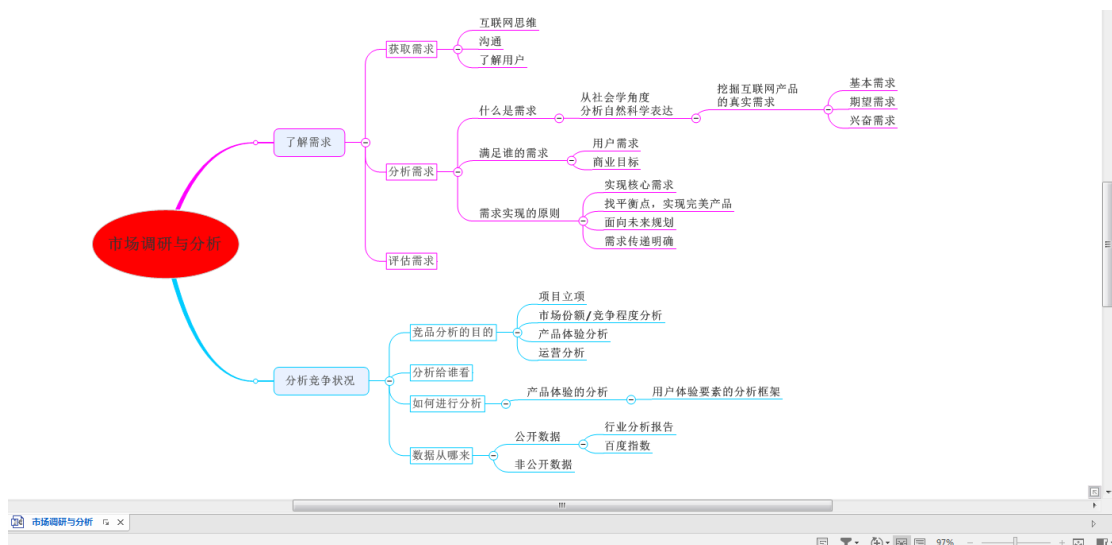 市场调研与分析
了解需求
获取需求
互联网思维
沟通
了解用户
分析需求
什么是需求
从社会学角度
分析自然科学表达
挖掘互联网产品
的真实需求
基本需求
期望需求
兴奋需求
满足谁的需求
用户需求
商业目标
需求实现的原则
实现核心需求
找平衡点，实现完美产品
面向未来规划
需求传递明确
评估需求
分析竞争状况
竞品分析的目的
项目立项
市场份额/竞争程度分析
产品体验分析
运营分析
分析给谁看
如何进行分析
产品体验的分析
用户体验要素的分析框架
数据从哪来
公开数据
行业分析报告
百度指数
非公开数据
市场调研与分析
97%